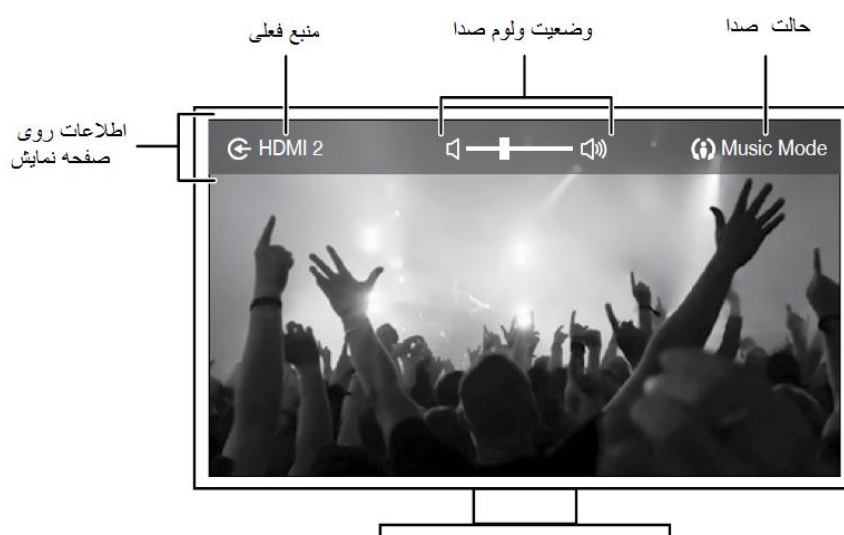 حالت صدا
وضعیت ولوم صدا
منبع فعلی
اطلاعات روی
صفحه نمایش
HDMI 2
Music Mode